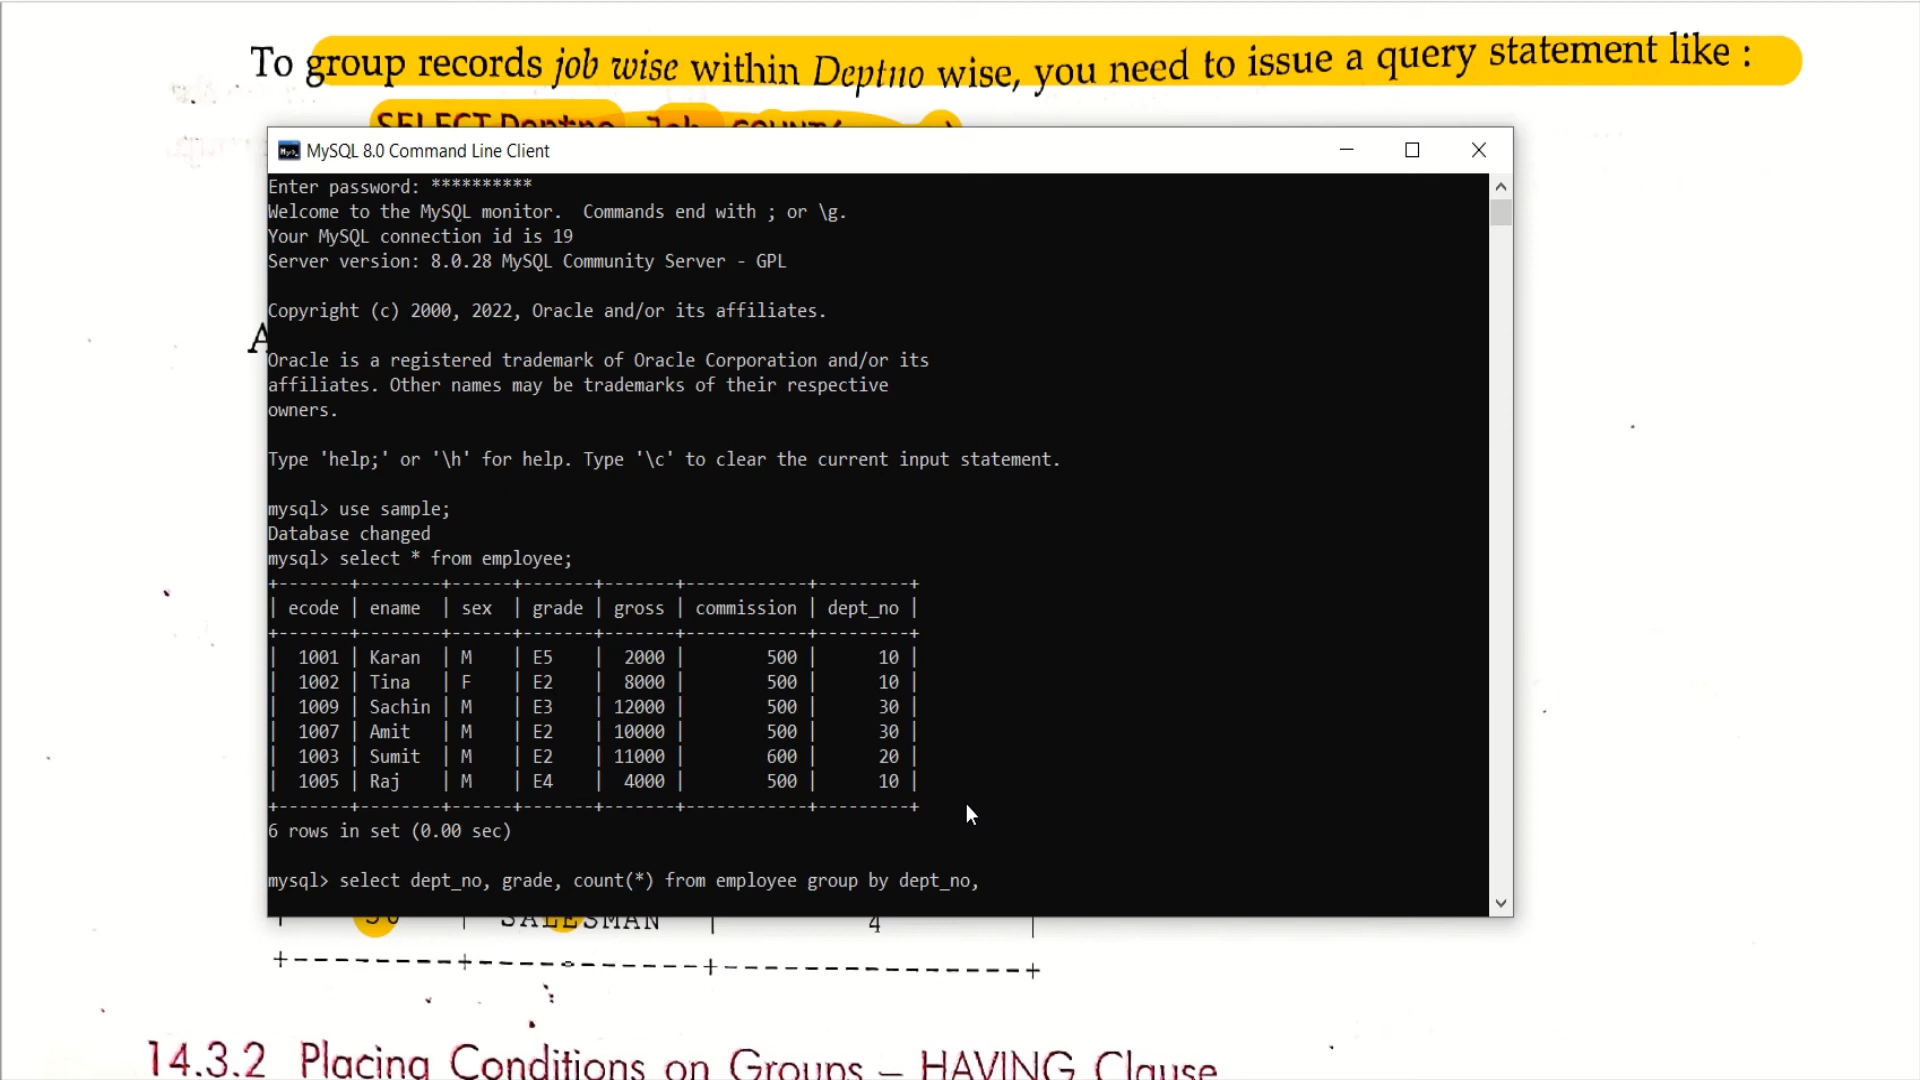 To group records job wise within Deptno wise, you need to issue a query statement like :
SELECT Deptno, Job, COUNT(
MySQL 8.0 Command Line Client
Enter password: **********
Welcome to the MySQL monitor.  Commands end with ; or \g.
Your MySQL connection id is 19
Server version: 8.0.28 MySQL Community Server - GPL
Copyright (c) 2000, 2022, Oracle and/or its affiliates.
A
Oracle is a registered trademark of Oracle Corporation and/or its
affiliates. Other names may be trademarks of their respective
owners.
Type 'help;' or '\h' for help. Type '\c' to clear the current input statement.
mysql> use sample;
Database changed
mysql> select * from employee;
+-------+--------+------+-------+-------+------------+---------+
| ecode | ename  | sex  | grade | gross | commission | dept_no |
+-------+--------+------+-------+-------+------------+---------+
|  1001 | Karan  | M    | E5    |  2000 |        500 |      10 |
|  1002 | Tina   | F    | E2    |  8000 |        500 |      10 |
|  1009 | Sachin | M    | E3    | 12000 |        500 |      30 |
|  1007 | Amit   | M    | E2    | 10000 |        500 |      30 |
|  1003 | Sumit  | M    | E2    | 11000 |        600 |      20 |
|  1005 | Raj    | M    | E4    |  4000 |        500 |      10 |
+-------+--------+------+-------+-------+------------+---------+
6 rows in set (0.00 sec)
mysql> select dept_no, grade, count(*) from employee group by dept_no,
| 30 | SALESMAN | 4 |
14.3.2 Placing Conditions on Groups – HAVING Clause